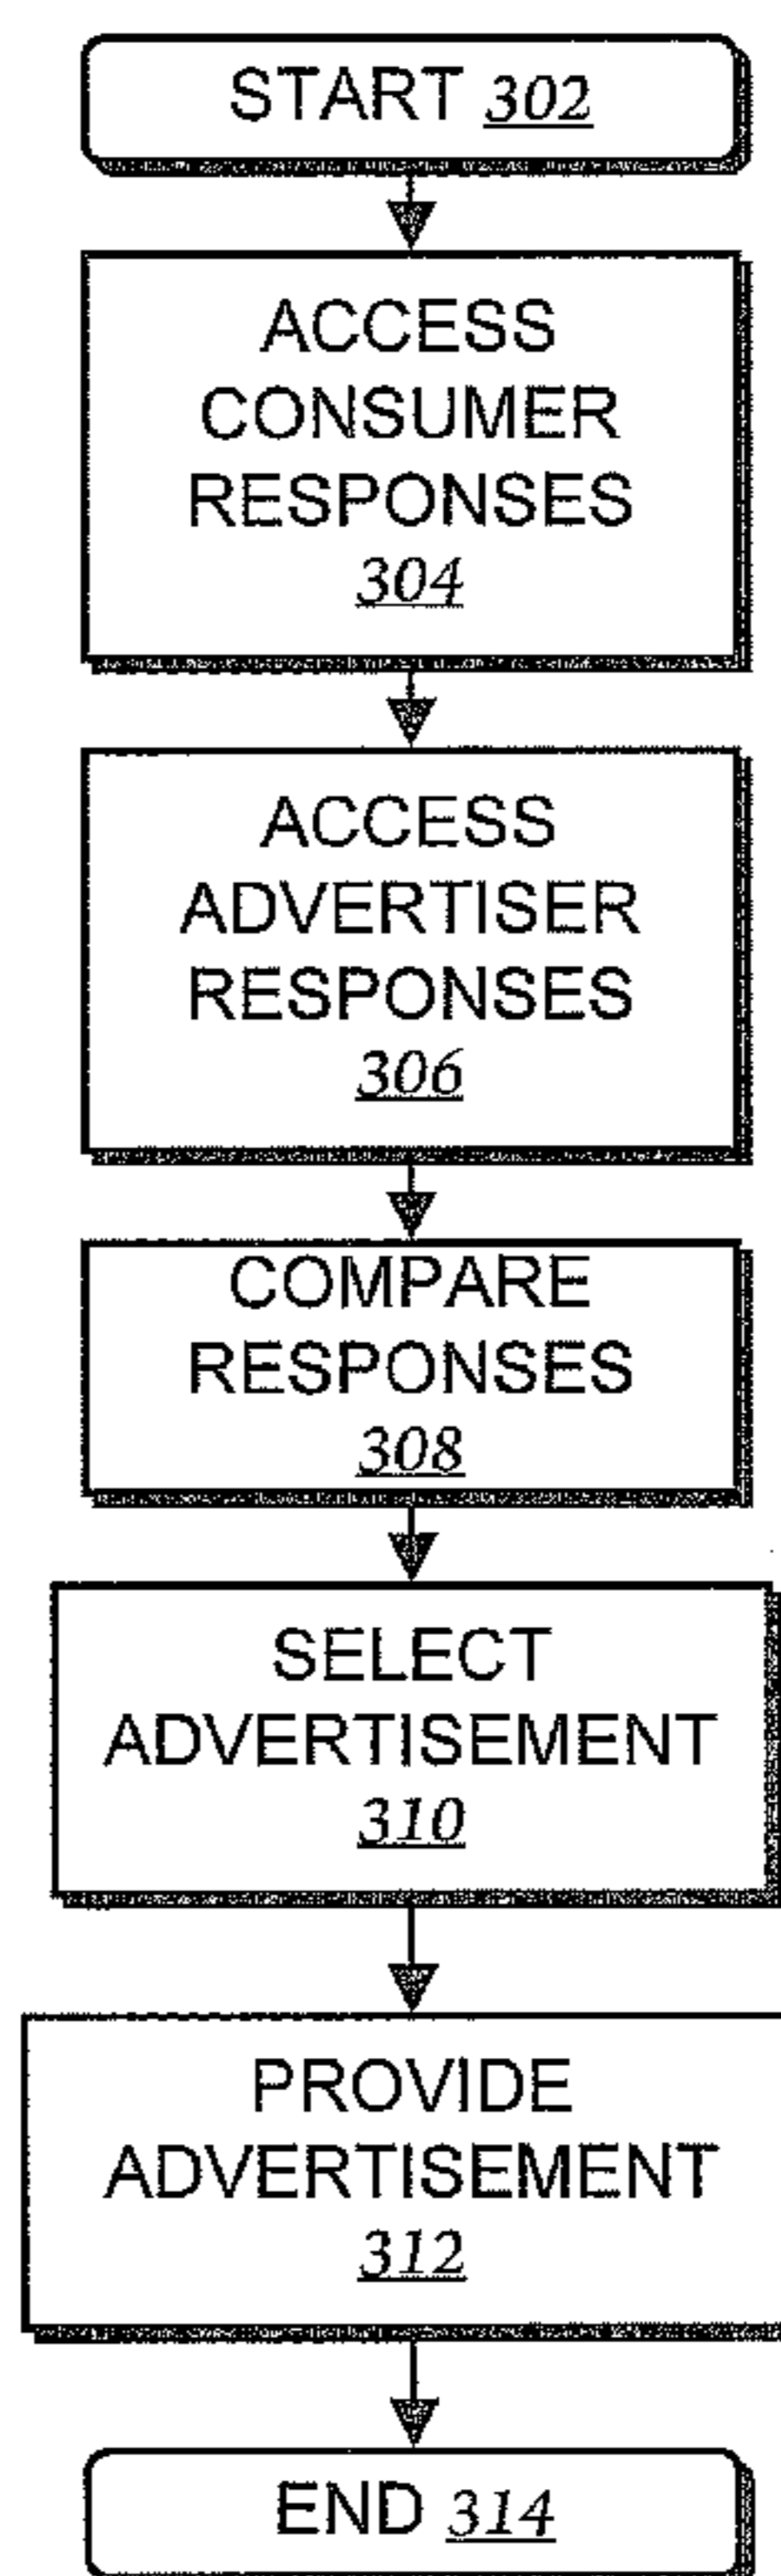 START 302
ACCESS
CONSUMER
RESPONSES
304
ACCESS
ADVERTISER
RESPONSES
306
COMPARE
RESPONSES
308
SELECT
ADVERTISEMENT
310
PROVIDE
ADVERTISEMENT
312
END 314